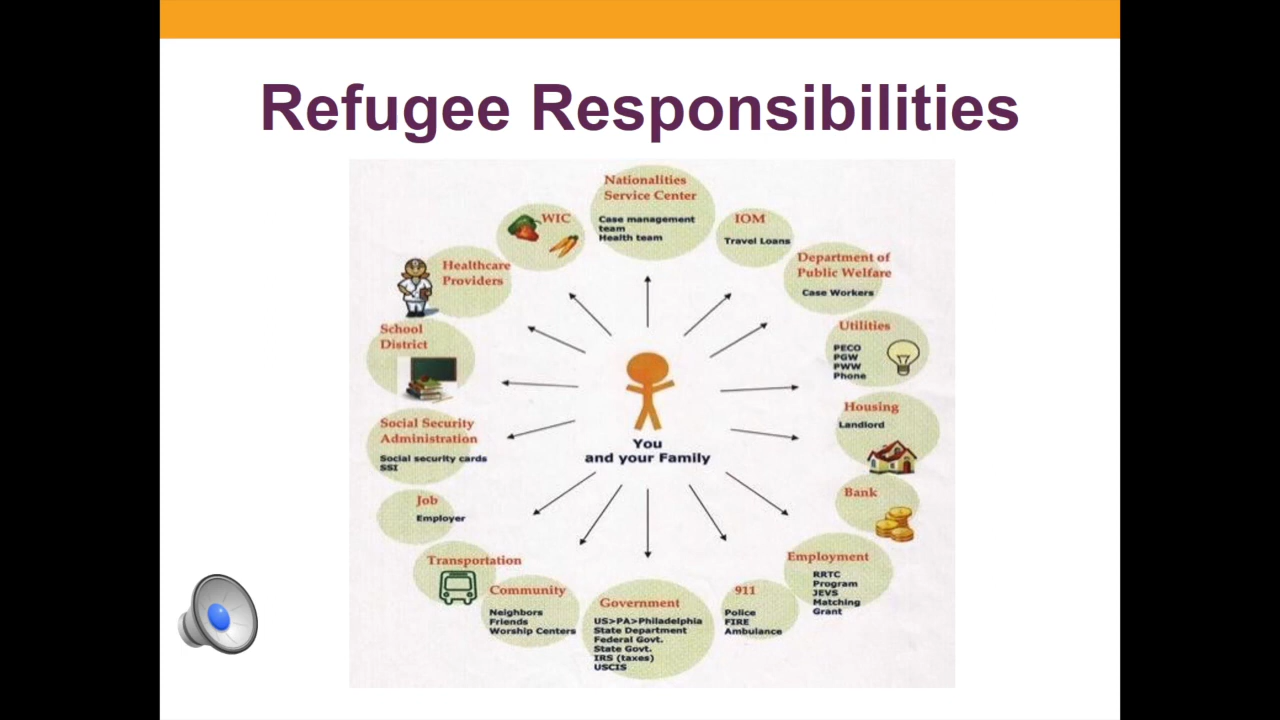 Refugee Responsibilities
Nationalities
Service Center
Case management
team
Health team
IOM
Travel Loans
Department of
Public Welfare
Case Workers
Utilities
PECO
PGW
PWW
Phone
Housing
Landlord
Bank
Employment
RRTC
Program
JEVS
Matching
Grant
911
Police
FIRE
Ambulance
Government
US>PA>Philadelphia
State Department
Federal Govt.
State Govt.
IRS (taxes)
USCIS
Community
Neighbors
Friends
Worship Centers
Transportation
Job
Employer
Social Security
Administration
Social security cards
SSI
School
District
Healthcare
Providers
WIC
You
and your Family